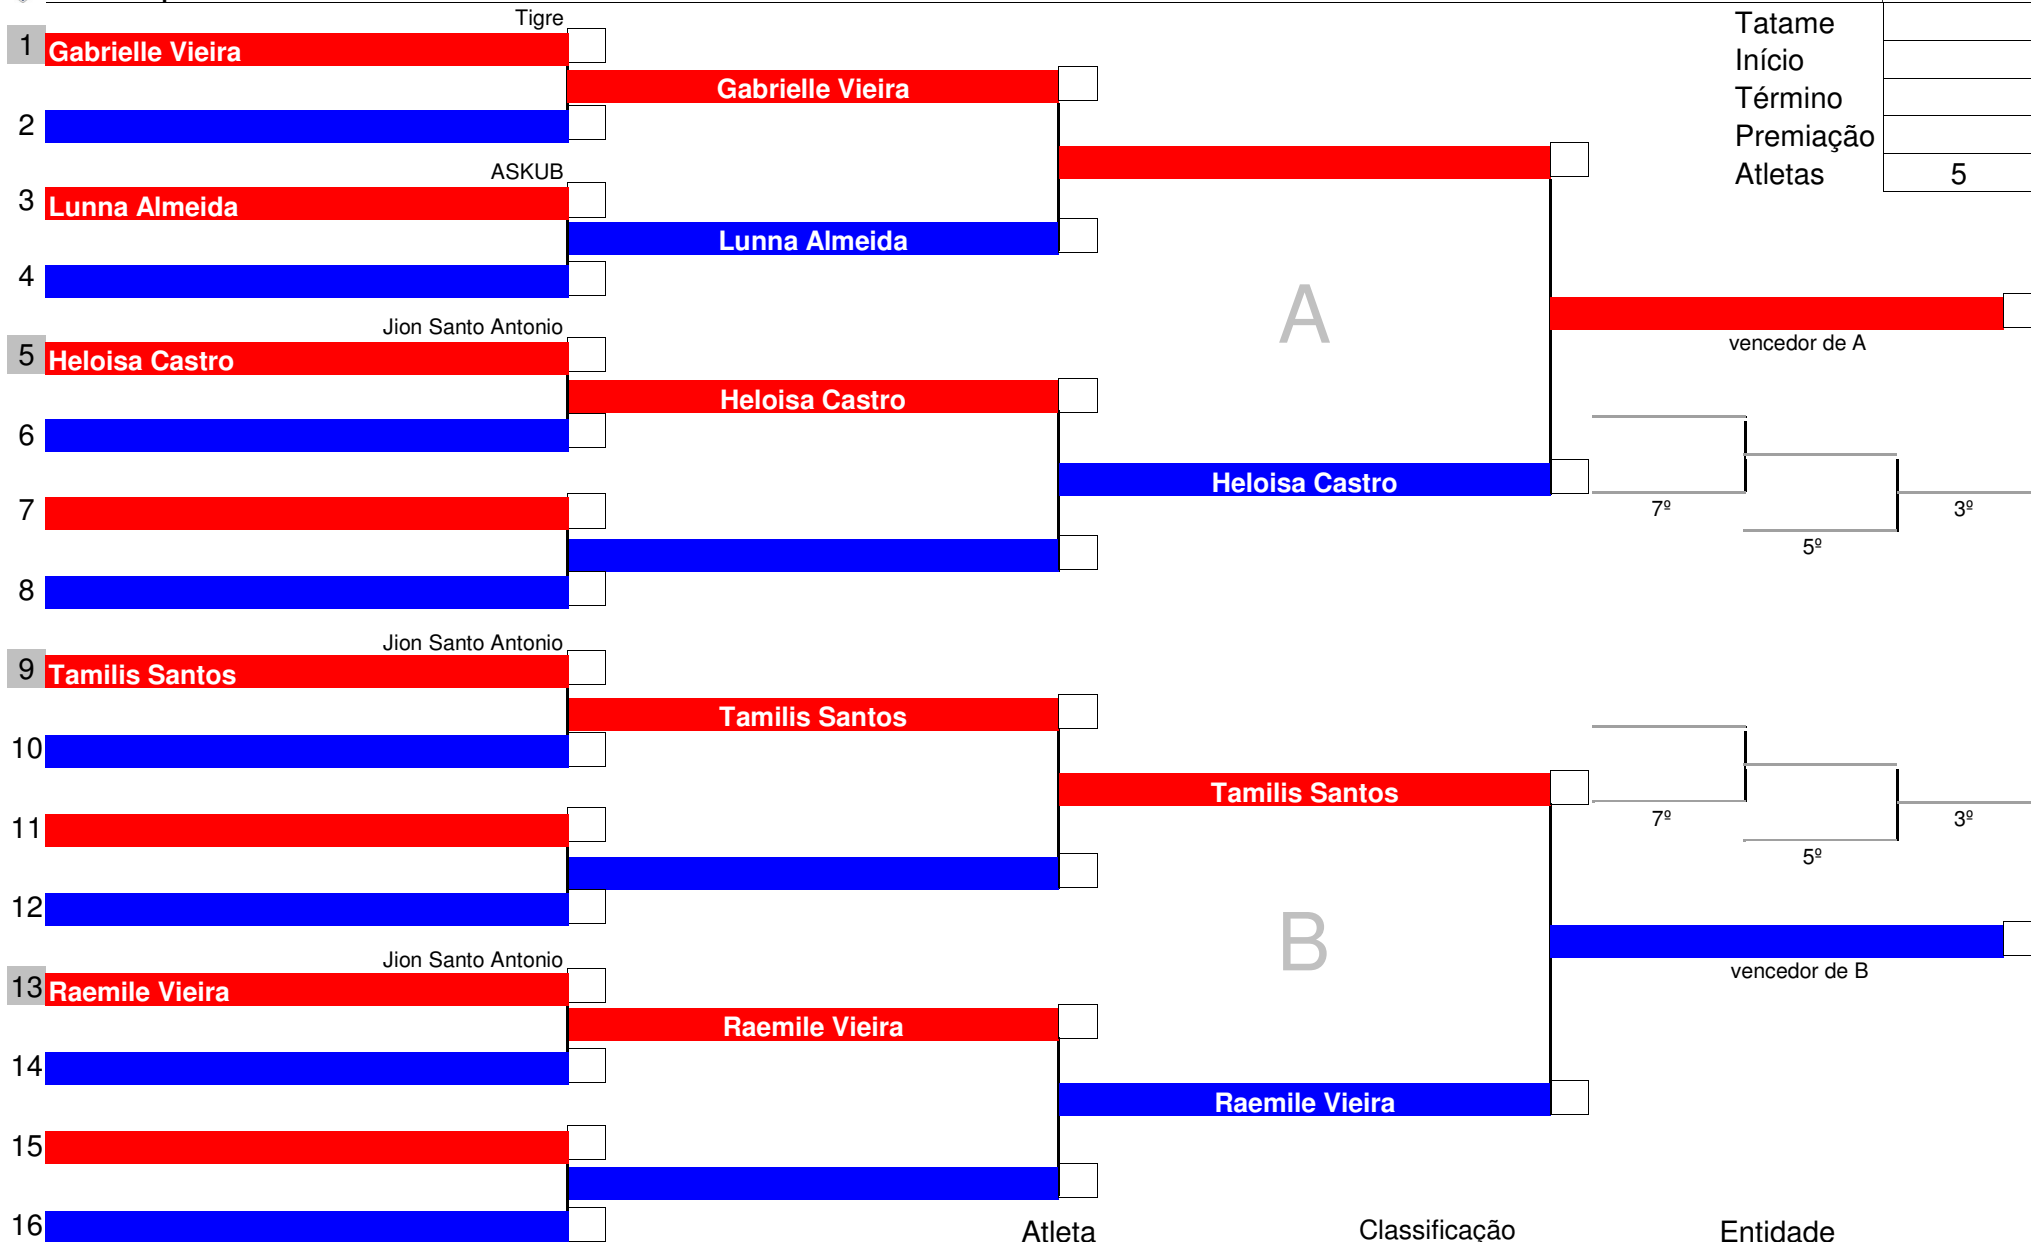 Tigre
Tatame
1 Gabrielle Vieira
Início
Gabrielle Vieira
Término
2
Premiação
ASKUB
Atletas 5
3 Lunna Almeida
Lunna Almeida
4
A
Jion Santo Antonio
vencedor de A
5 Heloisa Castro
Heloisa Castro
6
Heloisa Castro
7
7º
3º
5º
8
Jion Santo Antonio
9 Tamilis Santos
Tamilis Santos
10
Tamilis Santos
11
7º
3º
5º
12
B
Jion Santo Antonio
vencedor de B
13 Raemile Vieira
Raemile Vieira
14
Raemile Vieira
15
16
Atleta Classificação Entidade